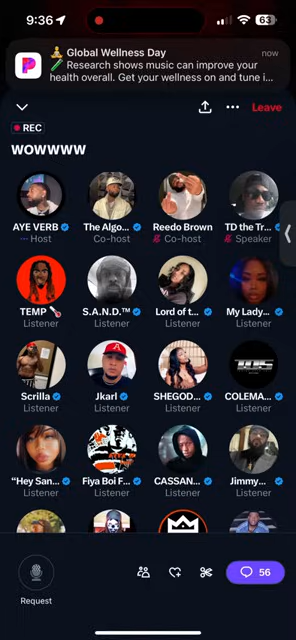 9:36
63
Global Wellness Day
now
Research shows music can improve your
health overall. Get your wellness on and tune i...
Leave
REC
WOWWWW
AYE VERB
The Algo...
Reedo Brown
TD the Tr...
Host
Co-host
Co-host
Speaker
TEMP
S.A.N.D.™
Lord of t...
My Lady...
Listener
Listener
Listener
Listener
Scrilla
Jkarl
SHEGOD...
COLEMA...
Listener
Listener
Listener
Listener
“Hey San...
Fiya Boi F...
CASSAN...
Jimmy...
Listener
Listener
Listener
Listener
Request
56